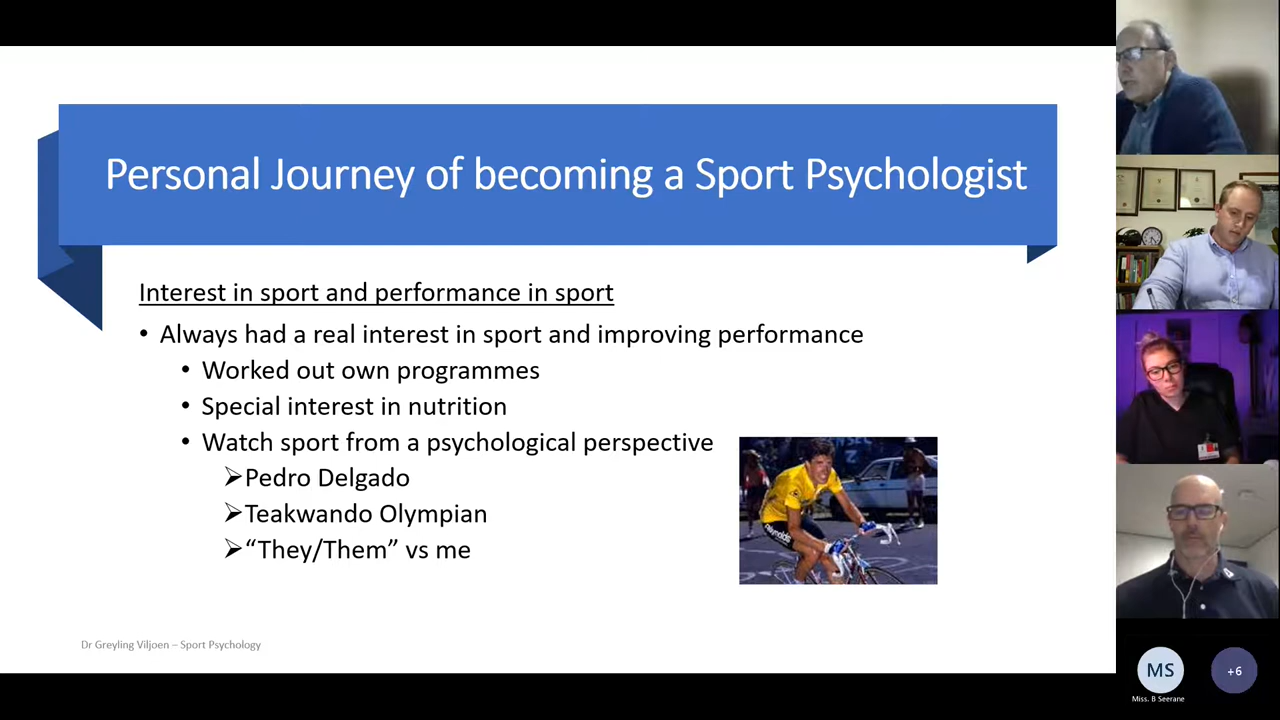 Personal Journey of becoming a Sport Psychologist
Interest in sport and performance in sport
• Always had a real interest in sport and improving performance
• Worked out own programmes
• Special interest in nutrition
• Watch sport from a psychological perspective
➢Pedro Delgado
➢Teakwando Olympian
➢“They/Them” vs me
Reynolds
Dr Greyling Viljoen – Sport Psychology
MS
+6
Miss. B Seerane